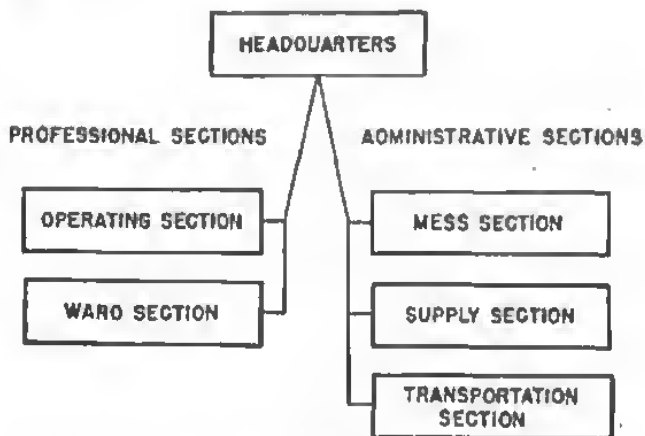 HEADQUARTERS
PROFESSIONAL SECTIONS
ADMINISTRATIVE SECTIONS
OPERATING SECTION
MESS SECTION
WARD SECTION
SUPPLY SECTION
TRANSPORTATION
SECTION